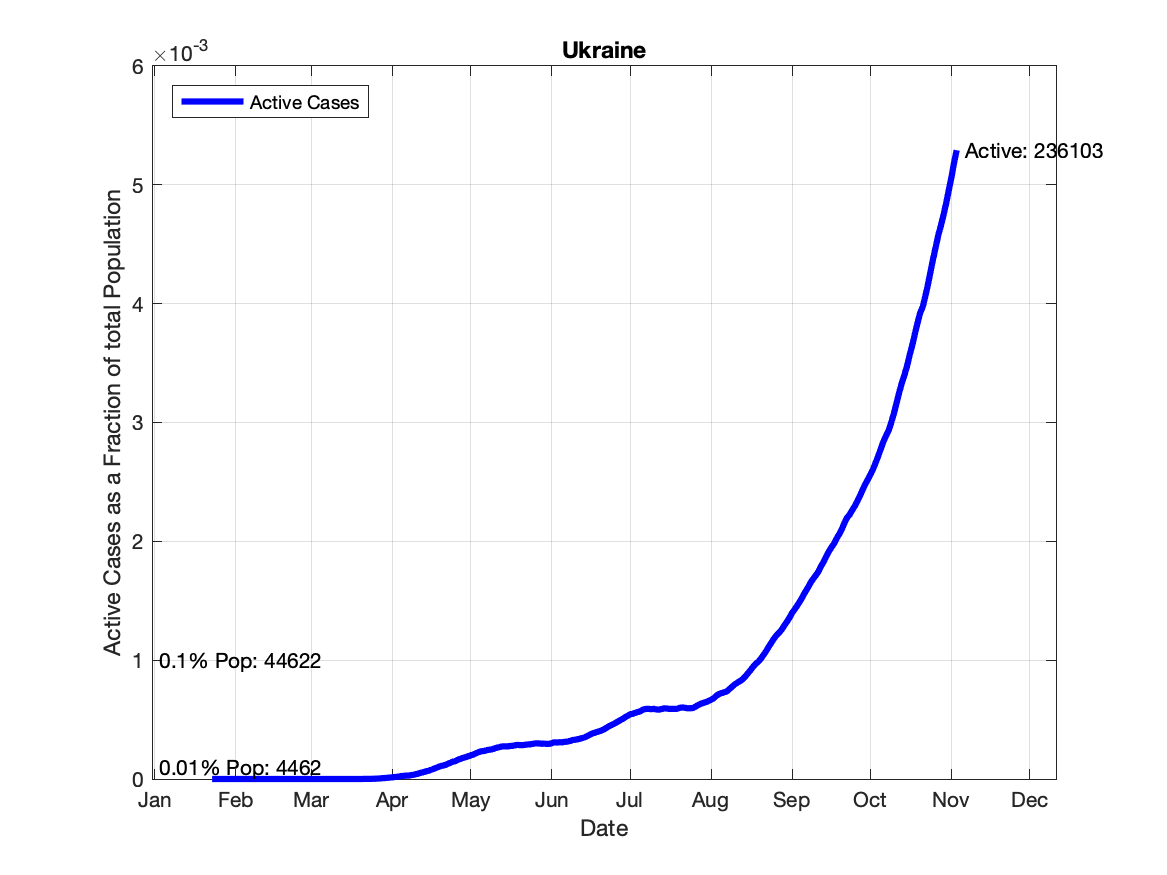 Ukraine
×10-3
Active Cases
Active: 236103
6
5
4
3
2
1
0
0.1% Pop: 44622
0.01% Pop: 4462
Active Cases as a Fraction of total Population
Jan Feb Mar Apr May Jun Jul Aug Sep Oct Nov Dec
Date